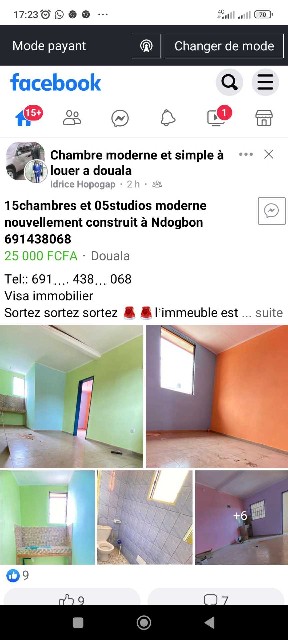 17:23
4G
70
Mode payant
Changer de mode
facebook
15+
1
Chambre moderne et simple à
louer a douala
Idrice Hopogap · 2 h ·
15chambres et 05studios moderne
nouvellement construit à Ndogbon
691438068
25 000 FCFA · Douala
Tel:: 691,... 438... 068
Visa immobilier
Sortez sortez sortez l'immeuble est ... suite
+6
9
9
7